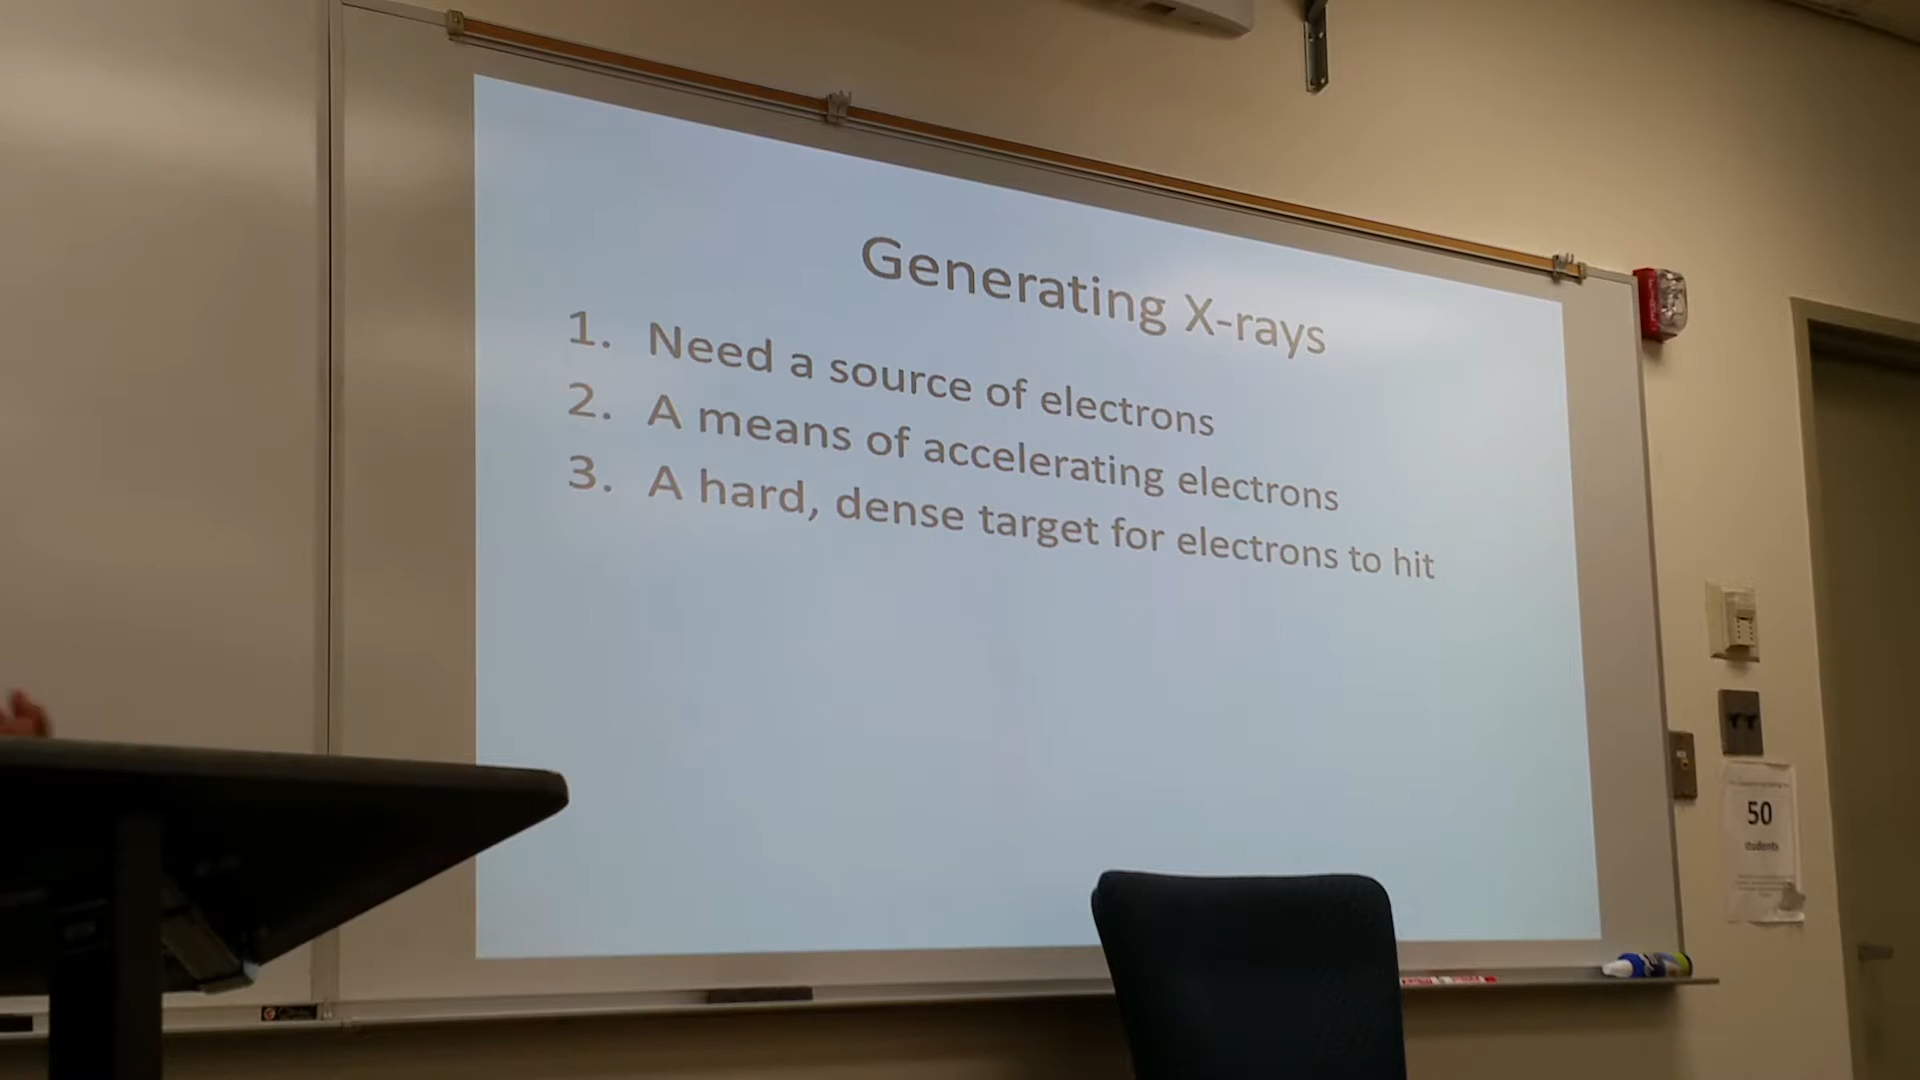 Generating X-rays
1. Need a source of electrons
2. A means of accelerating electrons
3. A hard, dense target for electrons to hit
50
students